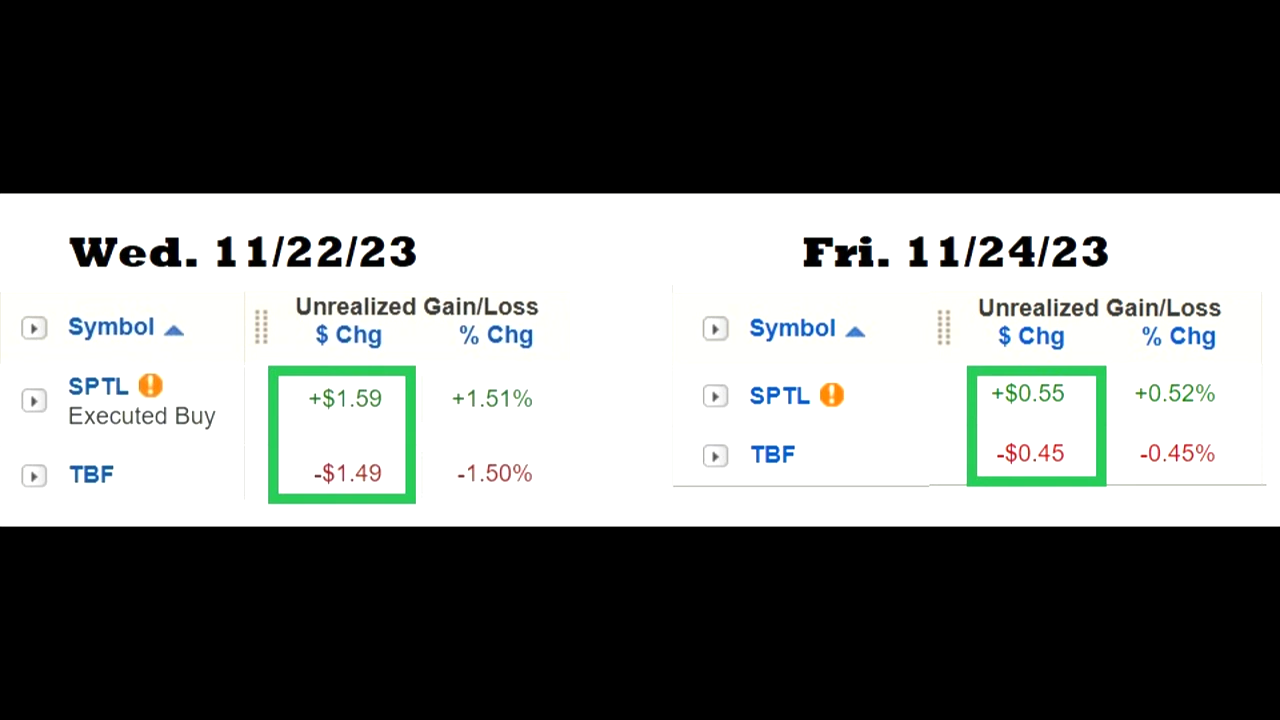 Wed. 11/22/23
Unrealized Gain/Loss
Symbol $ Chg % Chg
SPTL +$1.59 +1.51%
Executed Buy
TBF -$1.49 -1.50%
Fri. 11/24/23
Unrealized Gain/Loss
Symbol $ Chg % Chg
SPTL +$0.55 +0.52%
TBF -$0.45 -0.45%